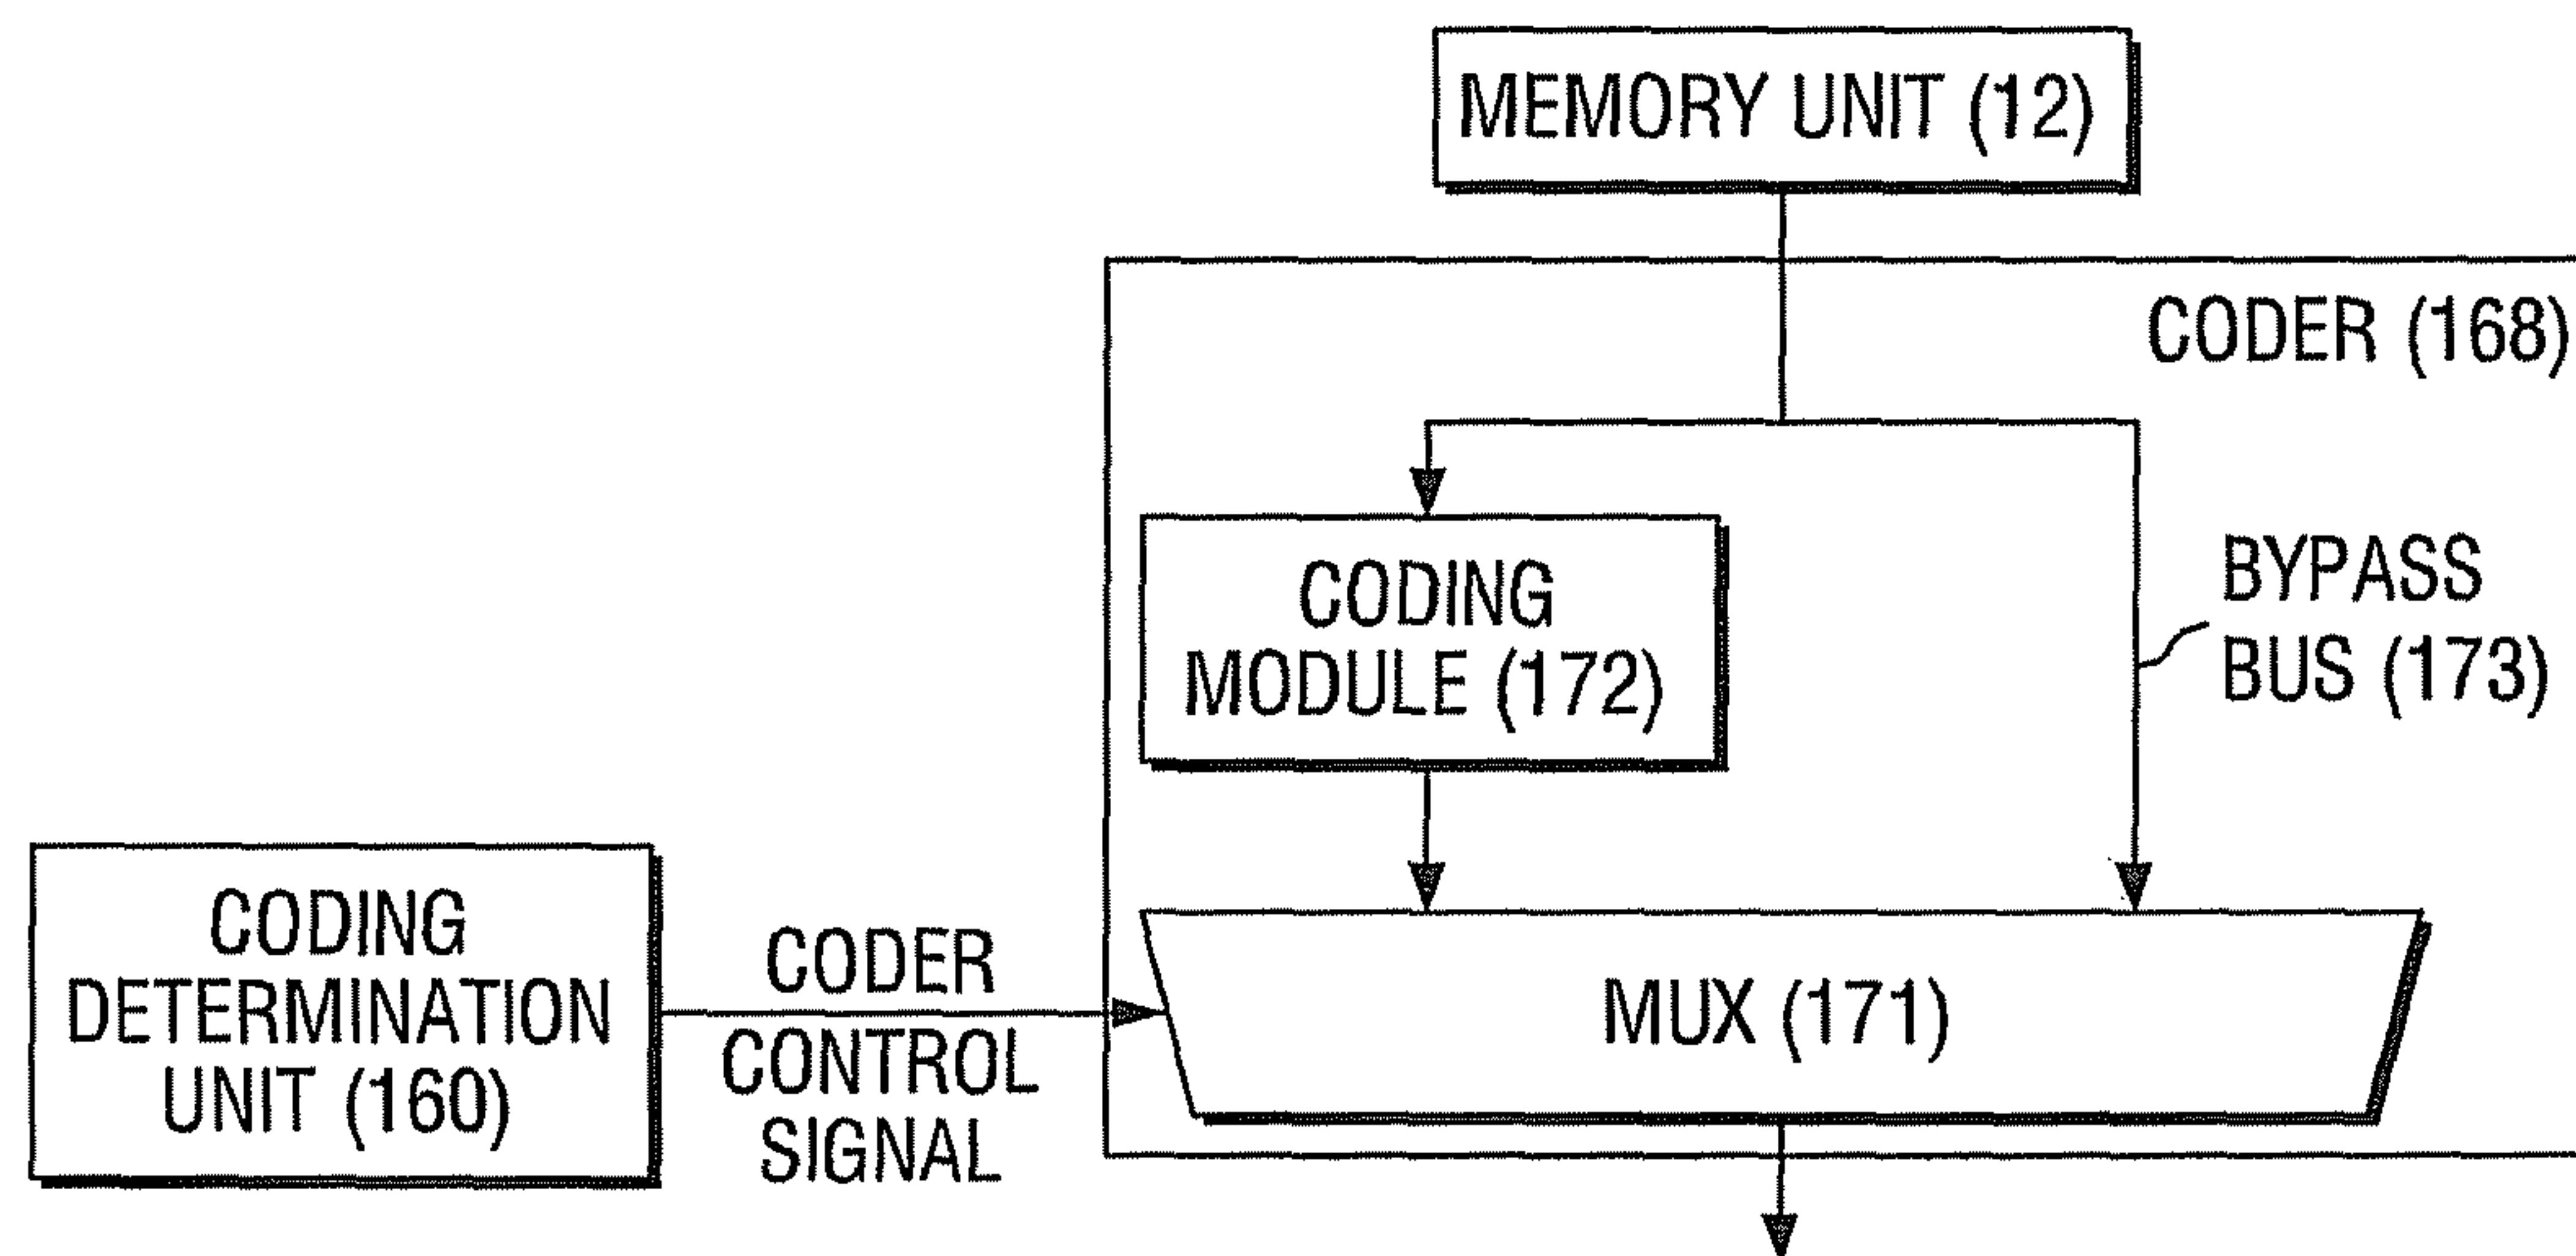 MEMORY UNIT (12)
CODER (168)
CODING
MODULE (172)
BYPASS
BUS (173)
CODING
DETERMINATION
UNIT (160)
CODER
CONTROL
SIGNAL
MUX (171)